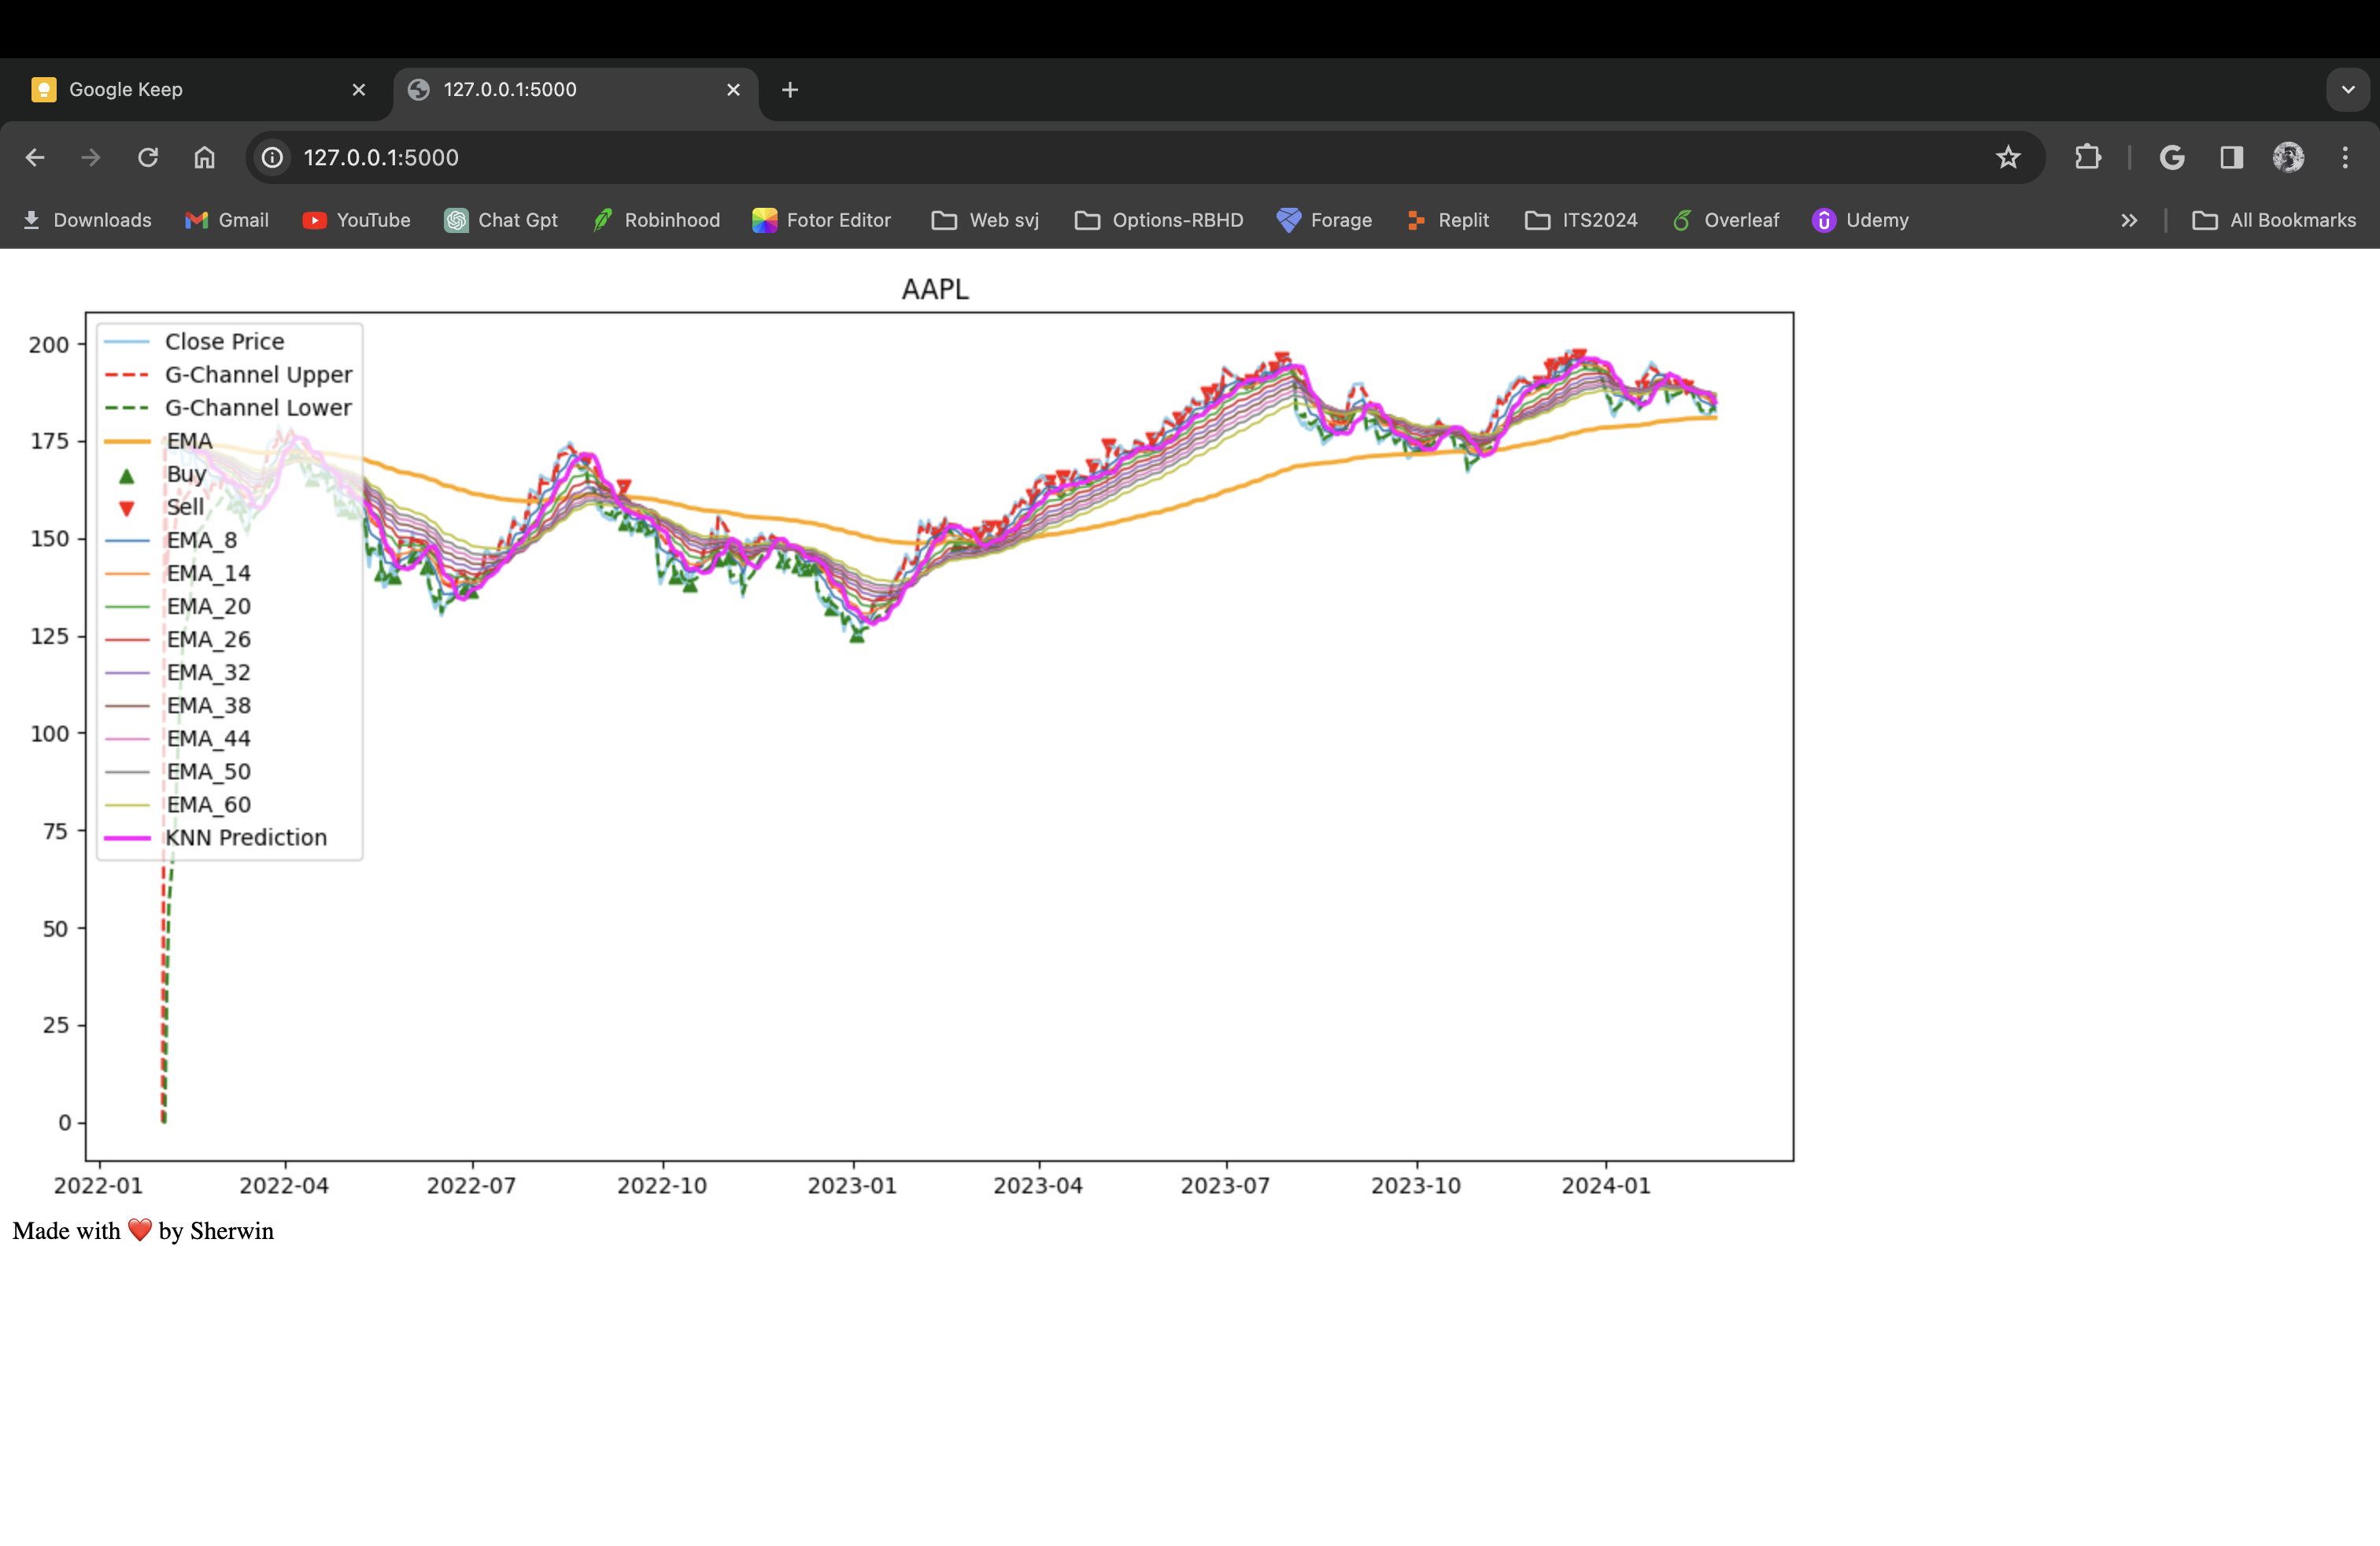 Google Keep
127.0.0.1:5000
127.0.0.1:5000
Downloads Gmail YouTube Chat Gpt Robinhood Fotor Editor Web svj Options-RBHD Forage Replit ITS2024 Overleaf Udemy All Bookmarks
AAPL
Close Price
G-Channel Upper
G-Channel Lower
EMA
Buy
Sell
EMA_8
EMA_14
EMA_20
EMA_26
EMA_32
EMA_38
EMA_44
EMA_50
EMA_60
KNN Prediction
200
175
150
125
100
75
50
25
0
2022-01 2022-04 2022-07 2022-10 2023-01 2023-04 2023-07 2023-10 2024-01
Made with ❤️ by Sherwin